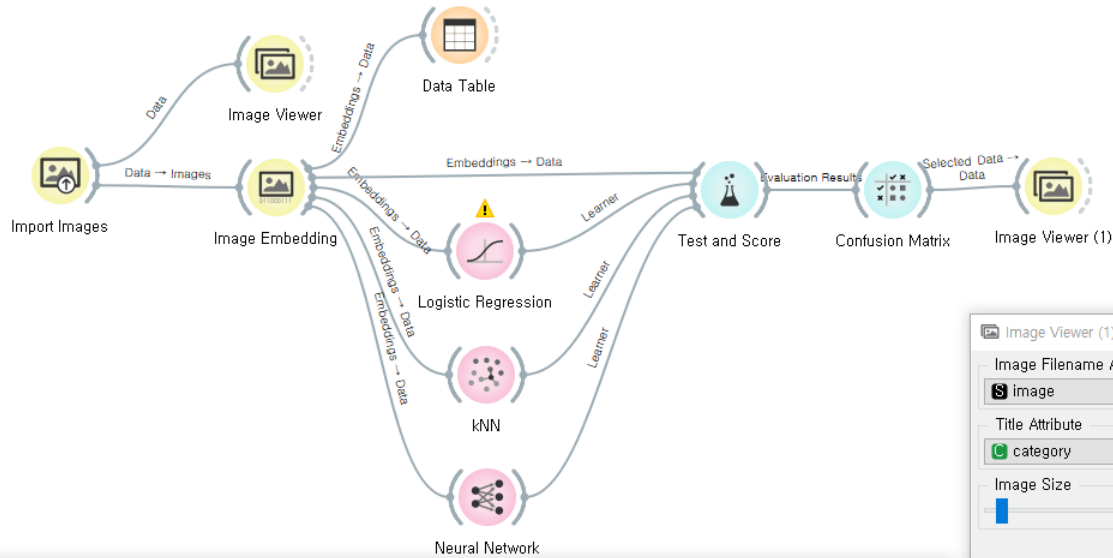 Data Table
Image Viewer
Data
Embeddings → Data
Data → Images
Embeddings → Data
Selected Data →
Data
Evaluation Results
Import Images
Image Embedding
011000111
Embeddings → Data
Learner
Test and Score
Confusion Matrix
Image Viewer (1)
Logistic Regression
Embeddings → Data
Learner
Embeddings → Data
Learner
kNN
Neural Network
Image Viewer (1)
Image Filename A
S image
Title Attribute
C category
Image Size